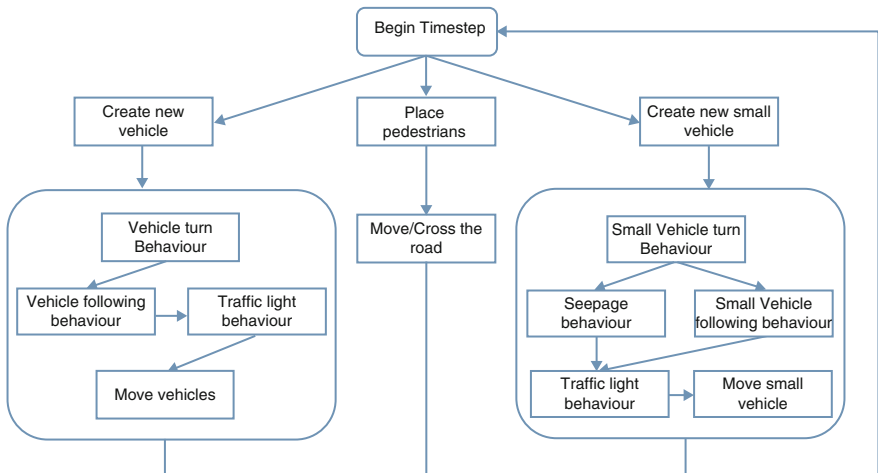 Begin Timestep
Create new
vehicle
Place
pedestrians
Create new small
vehicle
Vehicle turn
Behaviour
Vehicle following
behaviour
Traffic light
behaviour
Move vehicles
Move/Cross the
road
Small Vehicle turn
Behaviour
Seepage
behaviour
Small Vehicle
following behaviour
Traffic light
behaviour
Move small
vehicle